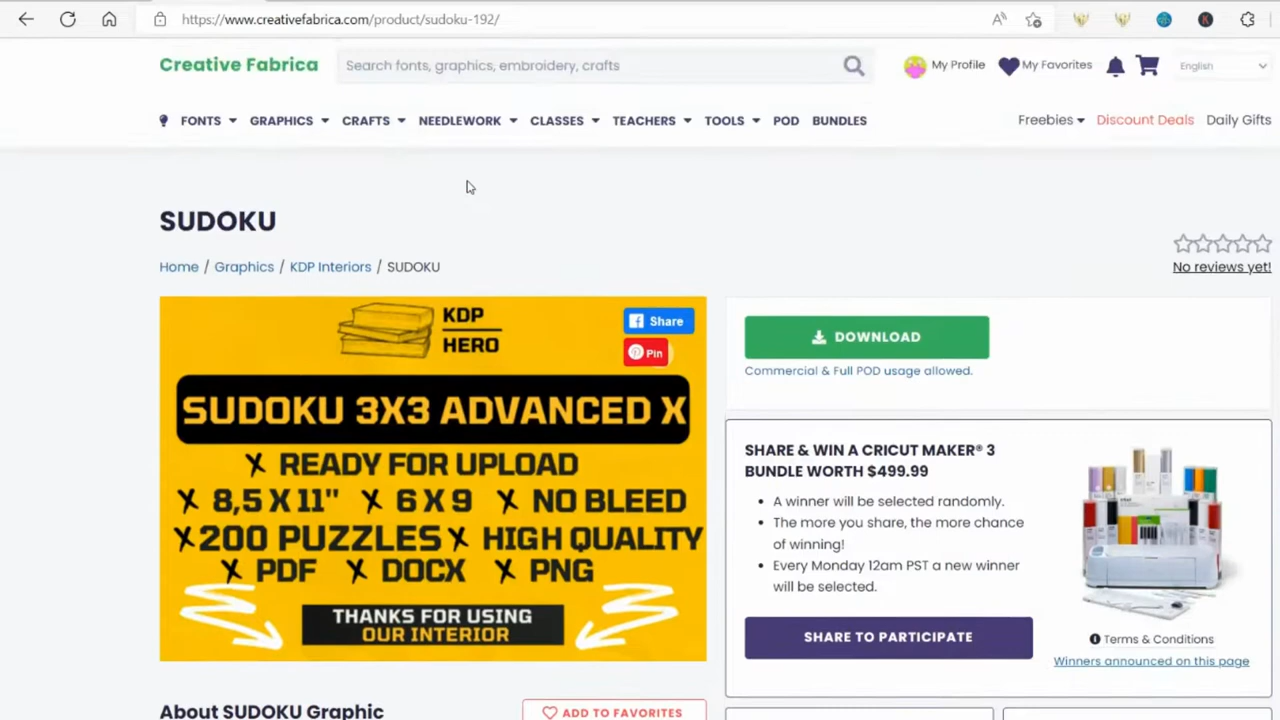 https://www.creativefabrica.com/product/sudoku-192/
Creative Fabrica
Search fonts, graphics, embroidery, crafts
My Profile
My Favorites
English
FONTS
GRAPHICS
CRAFTS
NEEDLEWORK
CLASSES
TEACHERS
TOOLS
POD
BUNDLES
Freebies
Discount Deals
Daily Gifts
SUDOKU
No reviews yet!
Home / Graphics / KDP Interiors / SUDOKU
KDP
HERO
Share
Pin
SUDOKU 3X3 ADVANCED X
X READY FOR UPLOAD
X 8,5 X 11" X 6 X 9 X NO BLEED
X 200 PUZZLES X HIGH QUALITY
X PDF X DOCX X PNG
THANKS FOR USING
OUR INTERIOR
DOWNLOAD
Commercial & Full POD usage allowed.
SHARE & WIN A CRICUT MAKER® 3
BUNDLE WORTH $499.99
• A winner will be selected randomly.
• The more you share, the more chance
of winning!
• Every Monday 12am PST a new winner
will be selected.
SHARE TO PARTICIPATE
Terms & Conditions
Winners announced on this page
About SUDOKU Graphic
ADD TO FAVORITES